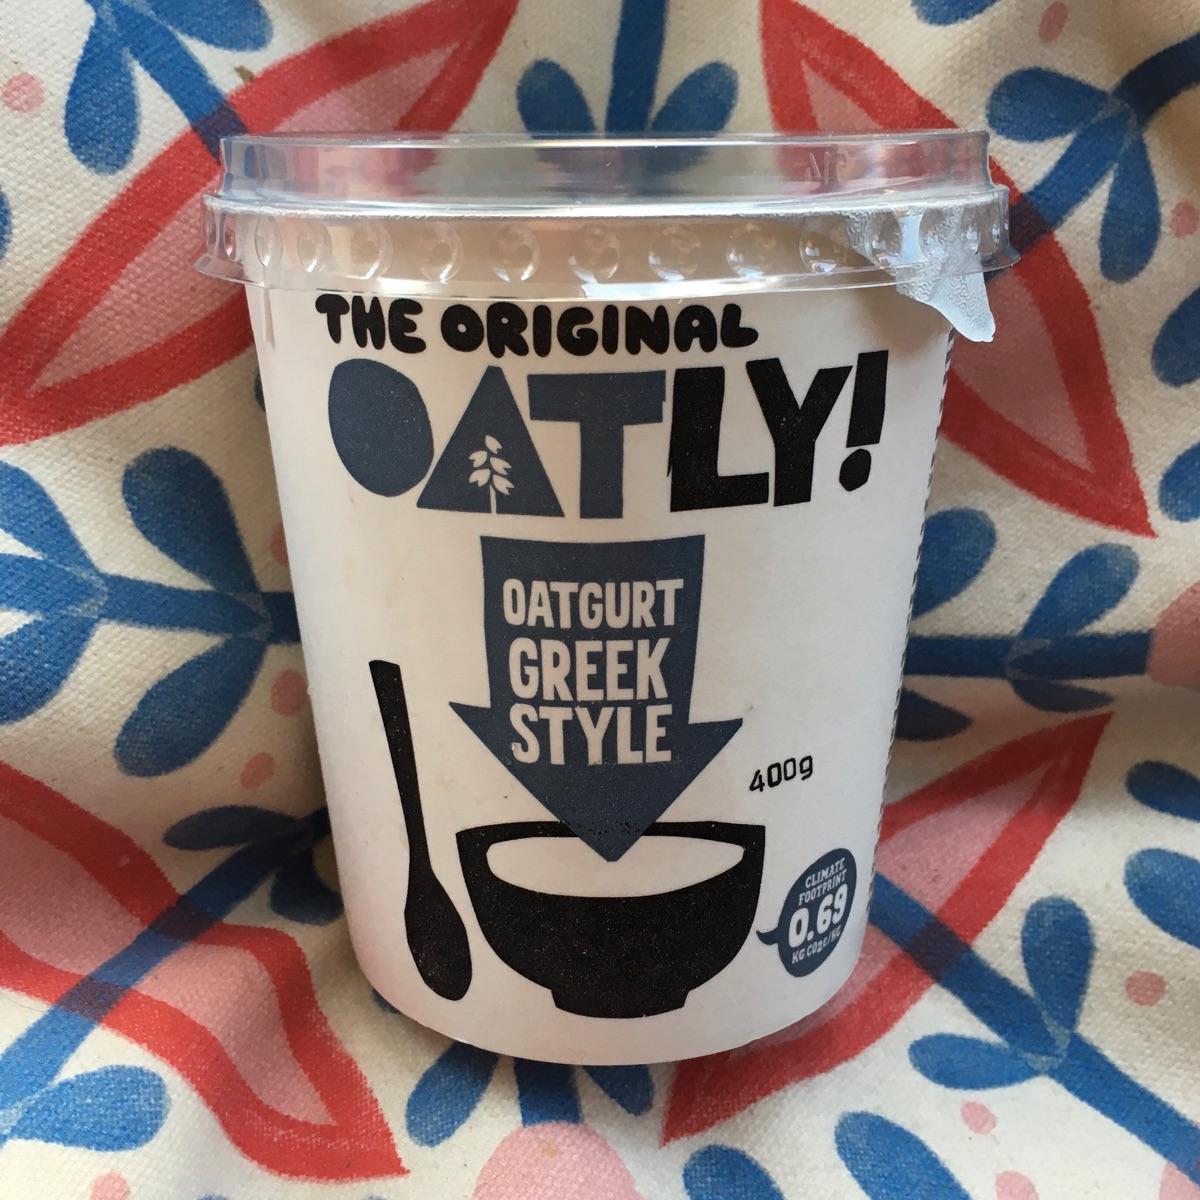 THE ORIGINAL
OATLY!
OATGURT
GREEK
STYLE
400g
CLIMATE
FOOTPRINT
0.69
KG CO2e/KG